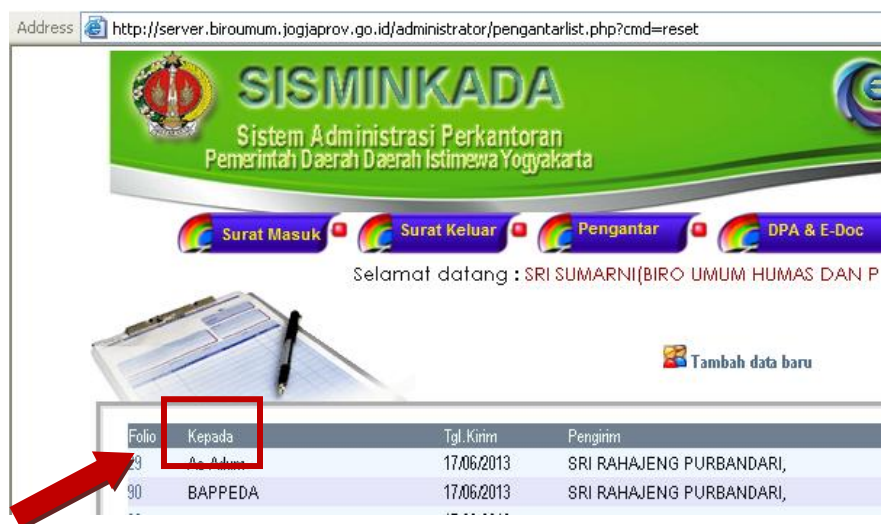 Address http://server.biroumum.jogjaprov.go.id/administrator/pengantarlist.php?cmd=reset
SISMINKADA
Sistem Administrasi Perkantoran
Pemerintah Daerah Daerah Istimewa Yogyakarta
Surat Masuk Surat Keluar Pengantar DPA & E-Doc
Selamat datang : SRI SUMARNI(BIRO UMUM HUMAS DAN P
Tambah data baru
Folio Kepada Tgl.Kirim Pengirim
29 17/06/2013 SRI RAHAJENG PURBANDARI,
90 BAPPEDA 17/06/2013 SRI RAHAJENG PURBANDARI,